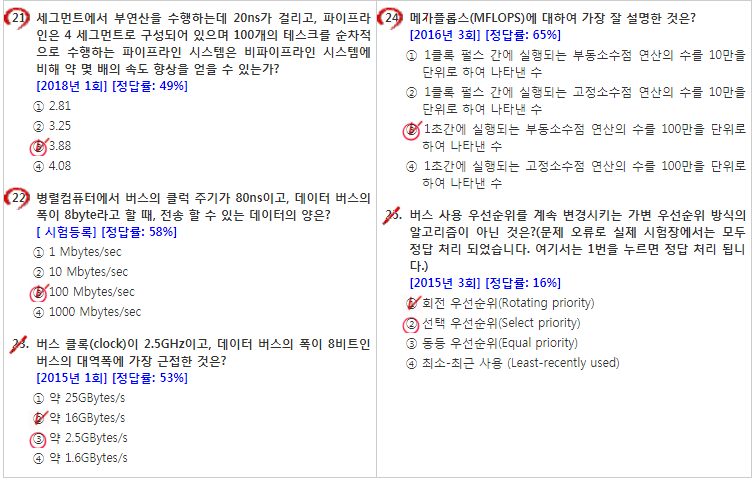 21. 세그먼트에서 부연산을 수행하는데 20ns가 걸리고, 파이프라
인은 4 세그먼트로 구성되어 있으며 100개의 테스크를 순차적
으로 수행하는 파이프라인 시스템은 비파이프라인 시스템에
비해 약 몇 배의 속도 향상을 얻을 수 있는가?
[2018년 1회] [정답률: 49%]
① 2.81
② 3.25
③ 3.88
④ 4.08
22. 병렬컴퓨터에서 버스의 클럭 주기가 80ns이고, 데이터 버스의
폭이 8byte라고 할 때, 전송 할 수 있는 데이터의 양은?
[ 시험등록] [정답률: 58%]
① 1 Mbytes/sec
② 10 Mbytes/sec
③ 100 Mbytes/sec
④ 1000 Mbytes/sec
23. 버스 클록(clock)이 2.5GHz이고, 데이터 버스의 폭이 8비트인
버스의 대역폭에 가장 근접한 것은?
[2015년 1회] [정답률: 53%]
① 약 25GBytes/s
② 약 16GBytes/s
③ 약 2.5GBytes/s
④ 약 1.6GBytes/s
24. 메가플롭스(MFLOPS)에 대하여 가장 잘 설명한 것은?
[2016년 3회] [정답률: 65%]
① 1클록 펄스 간에 실행되는 부동소수점 연산의 수를 10만을
단위로 하여 나타낸 수
② 1클록 펄스 간에 실행되는 고정소수점 연산의 수를 10만을
단위로 하여 나타낸 수
③ 1초간에 실행되는 부동소수점 연산의 수를 100만을 단위로
하여 나타낸 수
④ 1초간에 실행되는 고정소수점 연산의 수를 100만을 단위로
하여 나타낸 수
25. 버스 사용 우선순위를 계속 변경시키는 가변 우선순위 방식의
알고리즘이 아닌 것은?(문제 오류로 실제 시험장에서는 모두
정답 처리 되었습니다. 여기서는 1번을 누르면 정답 처리 됩니
다.)
[2015년 3회] [정답률: 16%]
① 회전 우선순위(Rotating priority)
② 선택 우선순위(Select priority)
③ 동등 우선순위(Equal priority)
④ 최소-최근 사용 (Least-recently used)